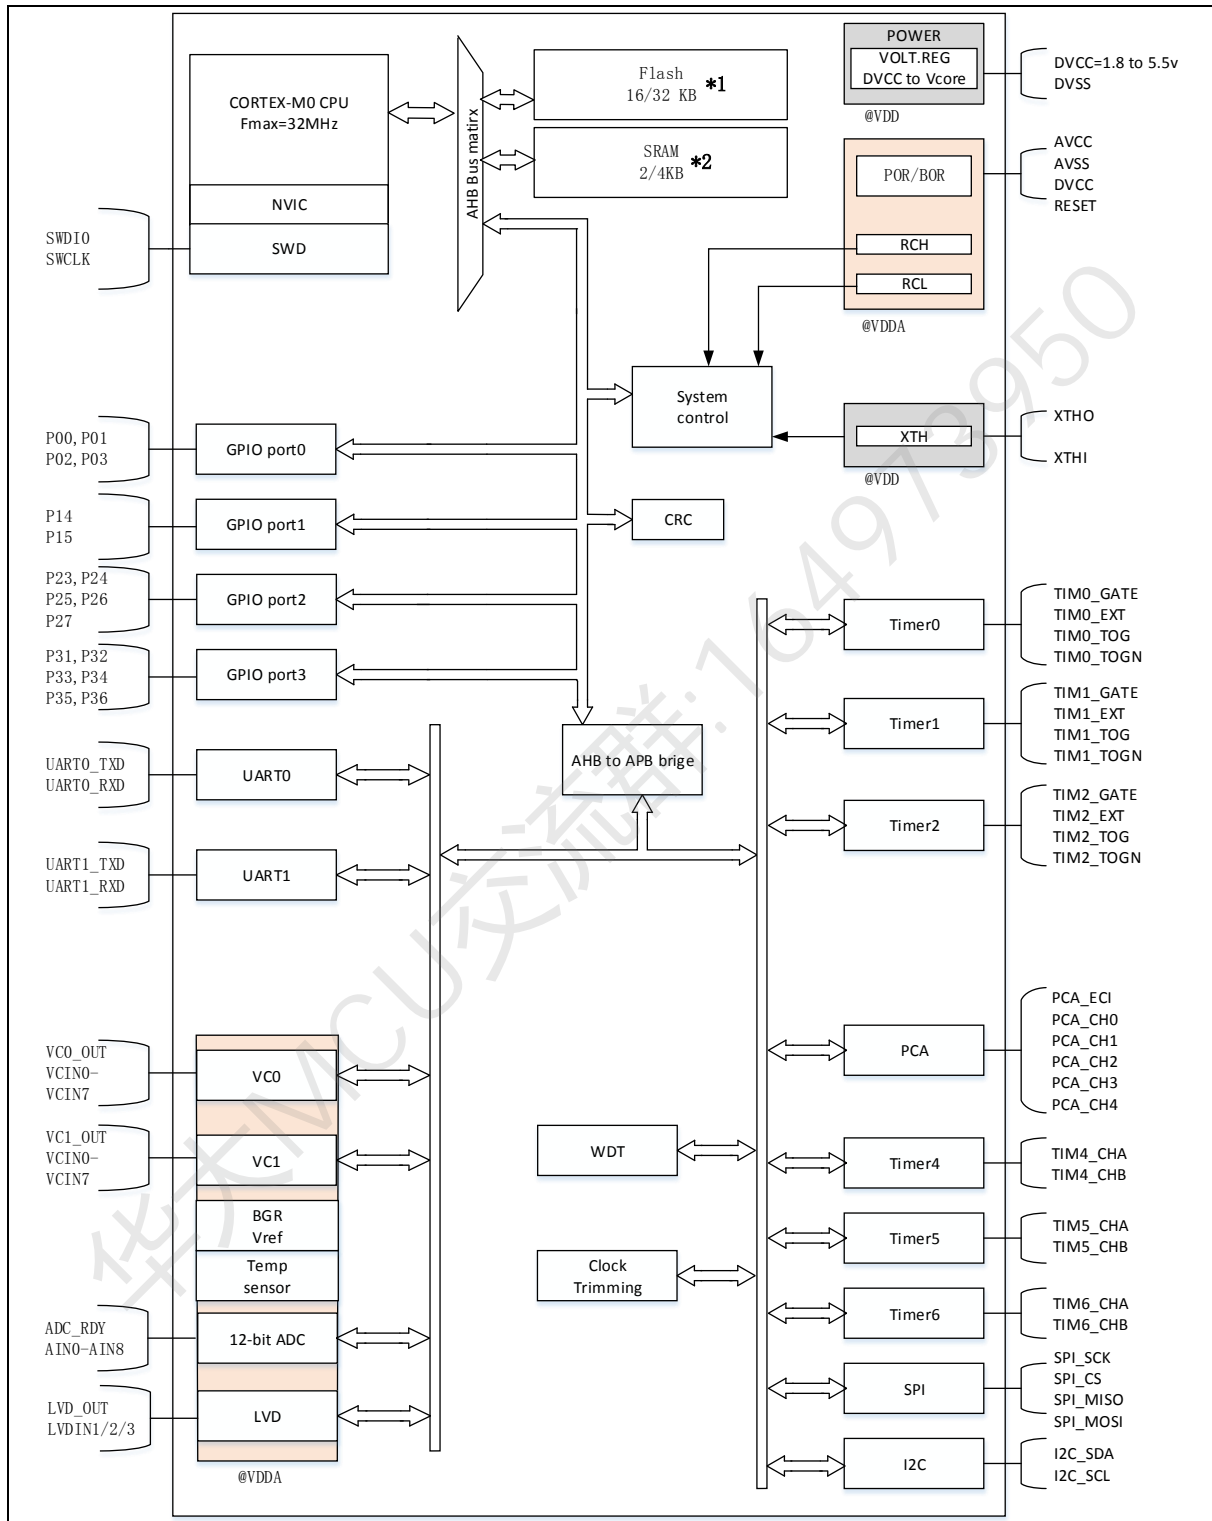 CORTEX-M0 CPU
Fmax=32MHz
NVIC
SWD
SWDIO
SWCLK
AHB Bus matirx
Flash
16/32 KB *1
SRAM
2/4KB *2
POWER
VOLT.REG
DVCC to Vcore
@VDD
DVCC=1.8 to 5.5v
DVSS
POR/BOR
RCH
RCL
@VDDA
AVCC
AVSS
DVCC
RESET
System
control
XTH
@VDD
XTHO
XTHI
CRC
P00,P01
P02,P03
GPIO port0
P14
P15
GPIO port1
P23,P24
P25,P26
P27
GPIO port2
P31,P32
P33,P34
P35,P36
GPIO port3
AHB to APB brige
UART0_TXD
UART0_RXD
UART0
UART1_TXD
UART1_RXD
UART1
VC0_OUT
VCIN0-
VCIN7
VC0
VC1_OUT
VCIN0-
VCIN7
VC1
BGR
Vref
Temp
sensor
ADC_RDY
AIN0-AIN8
12-bit ADC
LVD_OUT
LVDIN1/2/3
LVD
@VDDA
WDT
Clock
Trimming
Timer0
TIM0_GATE
TIM0_EXT
TIM0_TOG
TIM0_TOGN
Timer1
TIM1_GATE
TIM1_EXT
TIM1_TOG
TIM1_TOGN
Timer2
TIM2_GATE
TIM2_EXT
TIM2_TOG
TIM2_TOGN
PCA
PCA_ECI
PCA_CH0
PCA_CH1
PCA_CH2
PCA_CH3
PCA_CH4
Timer4
TIM4_CHA
TIM4_CHB
Timer5
TIM5_CHA
TIM5_CHB
Timer6
TIM6_CHA
TIM6_CHB
SPI
SPI_SCK
SPI_CS
SPI_MISO
SPI_MOSI
I2C
I2C_SDA
I2C_SCL
华大MCU交流群:164973950